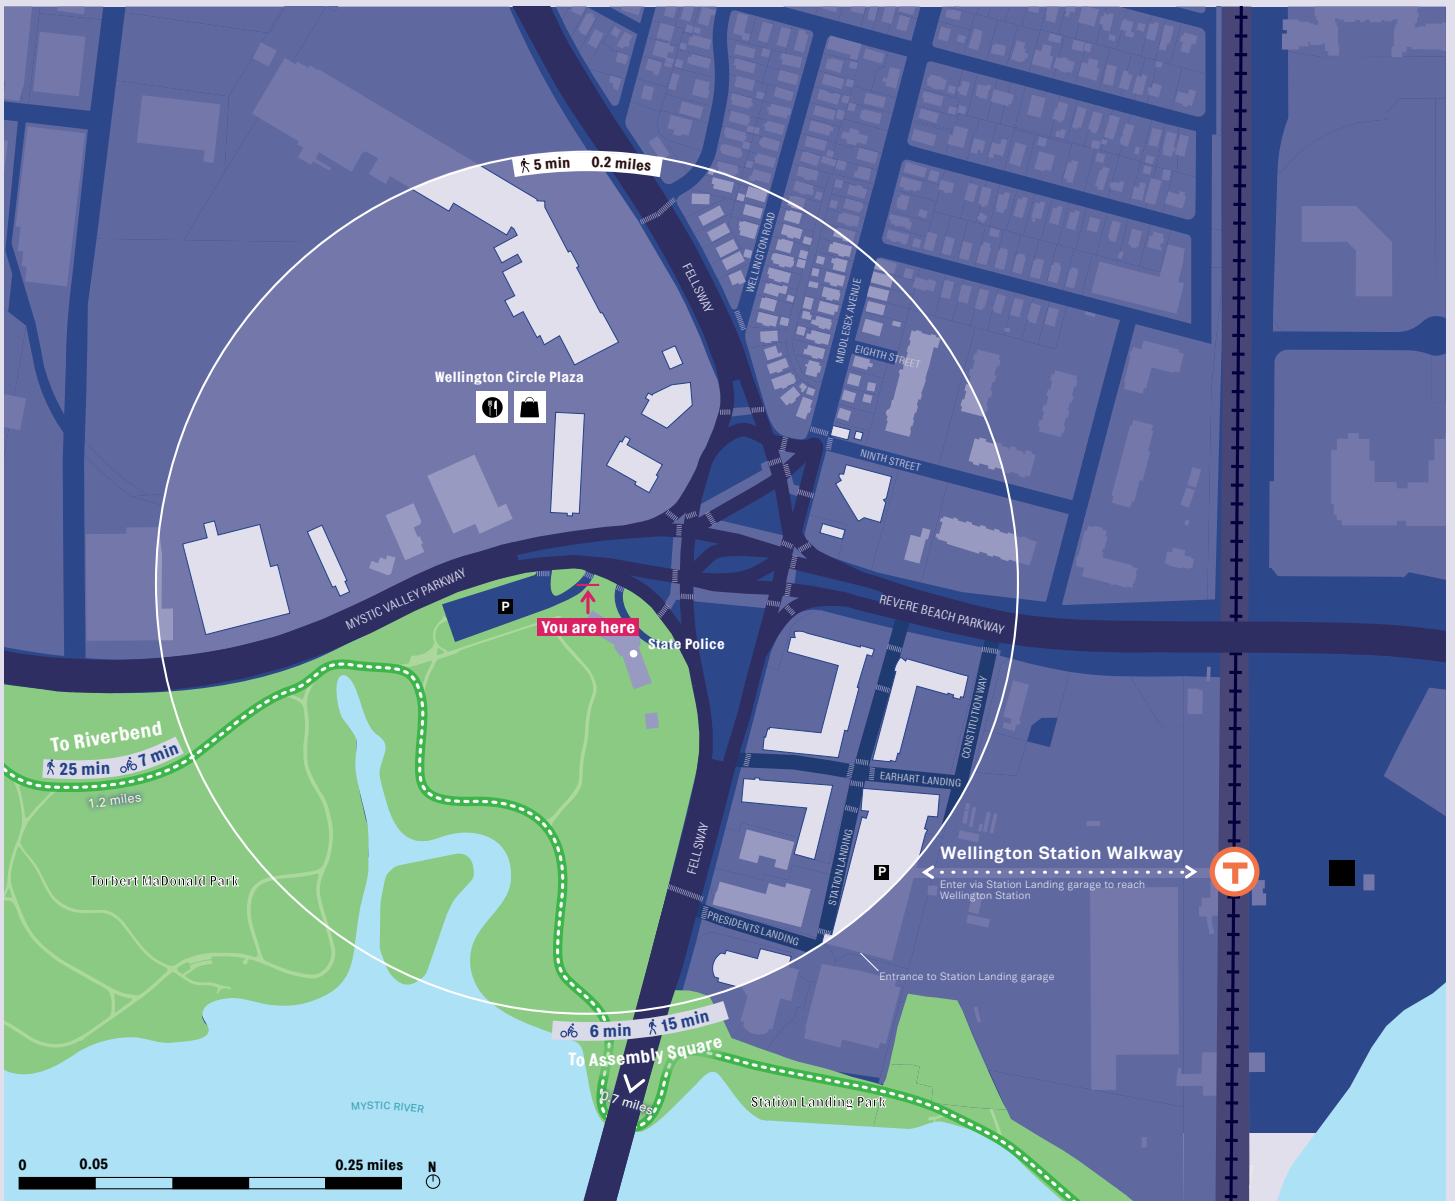 5 min 0.2 miles
WELLINGTON ROAD
FELLSWAY
MIDDLESEX AVENUE
EIGHTH STREET
Wellington Circle Plaza
NINTH STREET
MYSTIC VALLEY PARKWAY
P
REVERE BEACH PARKWAY
You are here
State Police
CONSTITUTION WAY
To Riverbend
25 min 7 min
1.2 miles
EARHART LANDING
FELLSWAY
STATION LANDING
P
Wellington Station Walkway
Enter via Station Landing garage to reach
Wellington Station
T
Torbert MaDonald Park
PRESIDENTS LANDING
Entrance to Station Landing garage
6 min 15 min
To Assembly Square
0.7 miles
Station Landing Park
MYSTIC RIVER
0 0.05 0.25 miles N